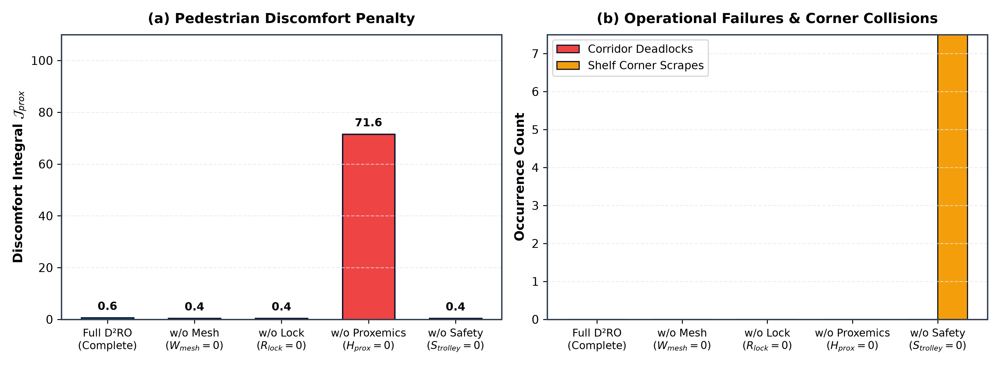 (a) Pedestrian Discomfort Penalty
Discomfort Integral 𝒥prox
100
80
60
40
20
0
0.6
0.4
0.4
71.6
0.4
Full D²RO
(Complete)
w/o Mesh
(Wmesh = 0)
w/o Lock
(Rlock = 0)
w/o Proxemics
(Hprox = 0)
w/o Safety
(Strolley = 0)
(b) Operational Failures & Corner Collisions
Occurrence Count
7
6
5
4
3
2
1
0
Corridor Deadlocks
Shelf Corner Scrapes
Full D²RO
(Complete)
w/o Mesh
(Wmesh = 0)
w/o Lock
(Rlock = 0)
w/o Proxemics
(Hprox = 0)
w/o Safety
(Strolley = 0)